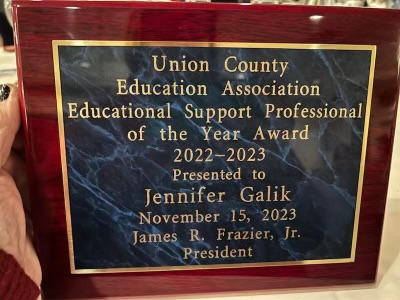 Union County
Education Association
Educational Support Professional
of the Year Award
2022–2023
Presented to
Jennifer Galik
November 15, 2023
James R. Frazier, Jr.
President